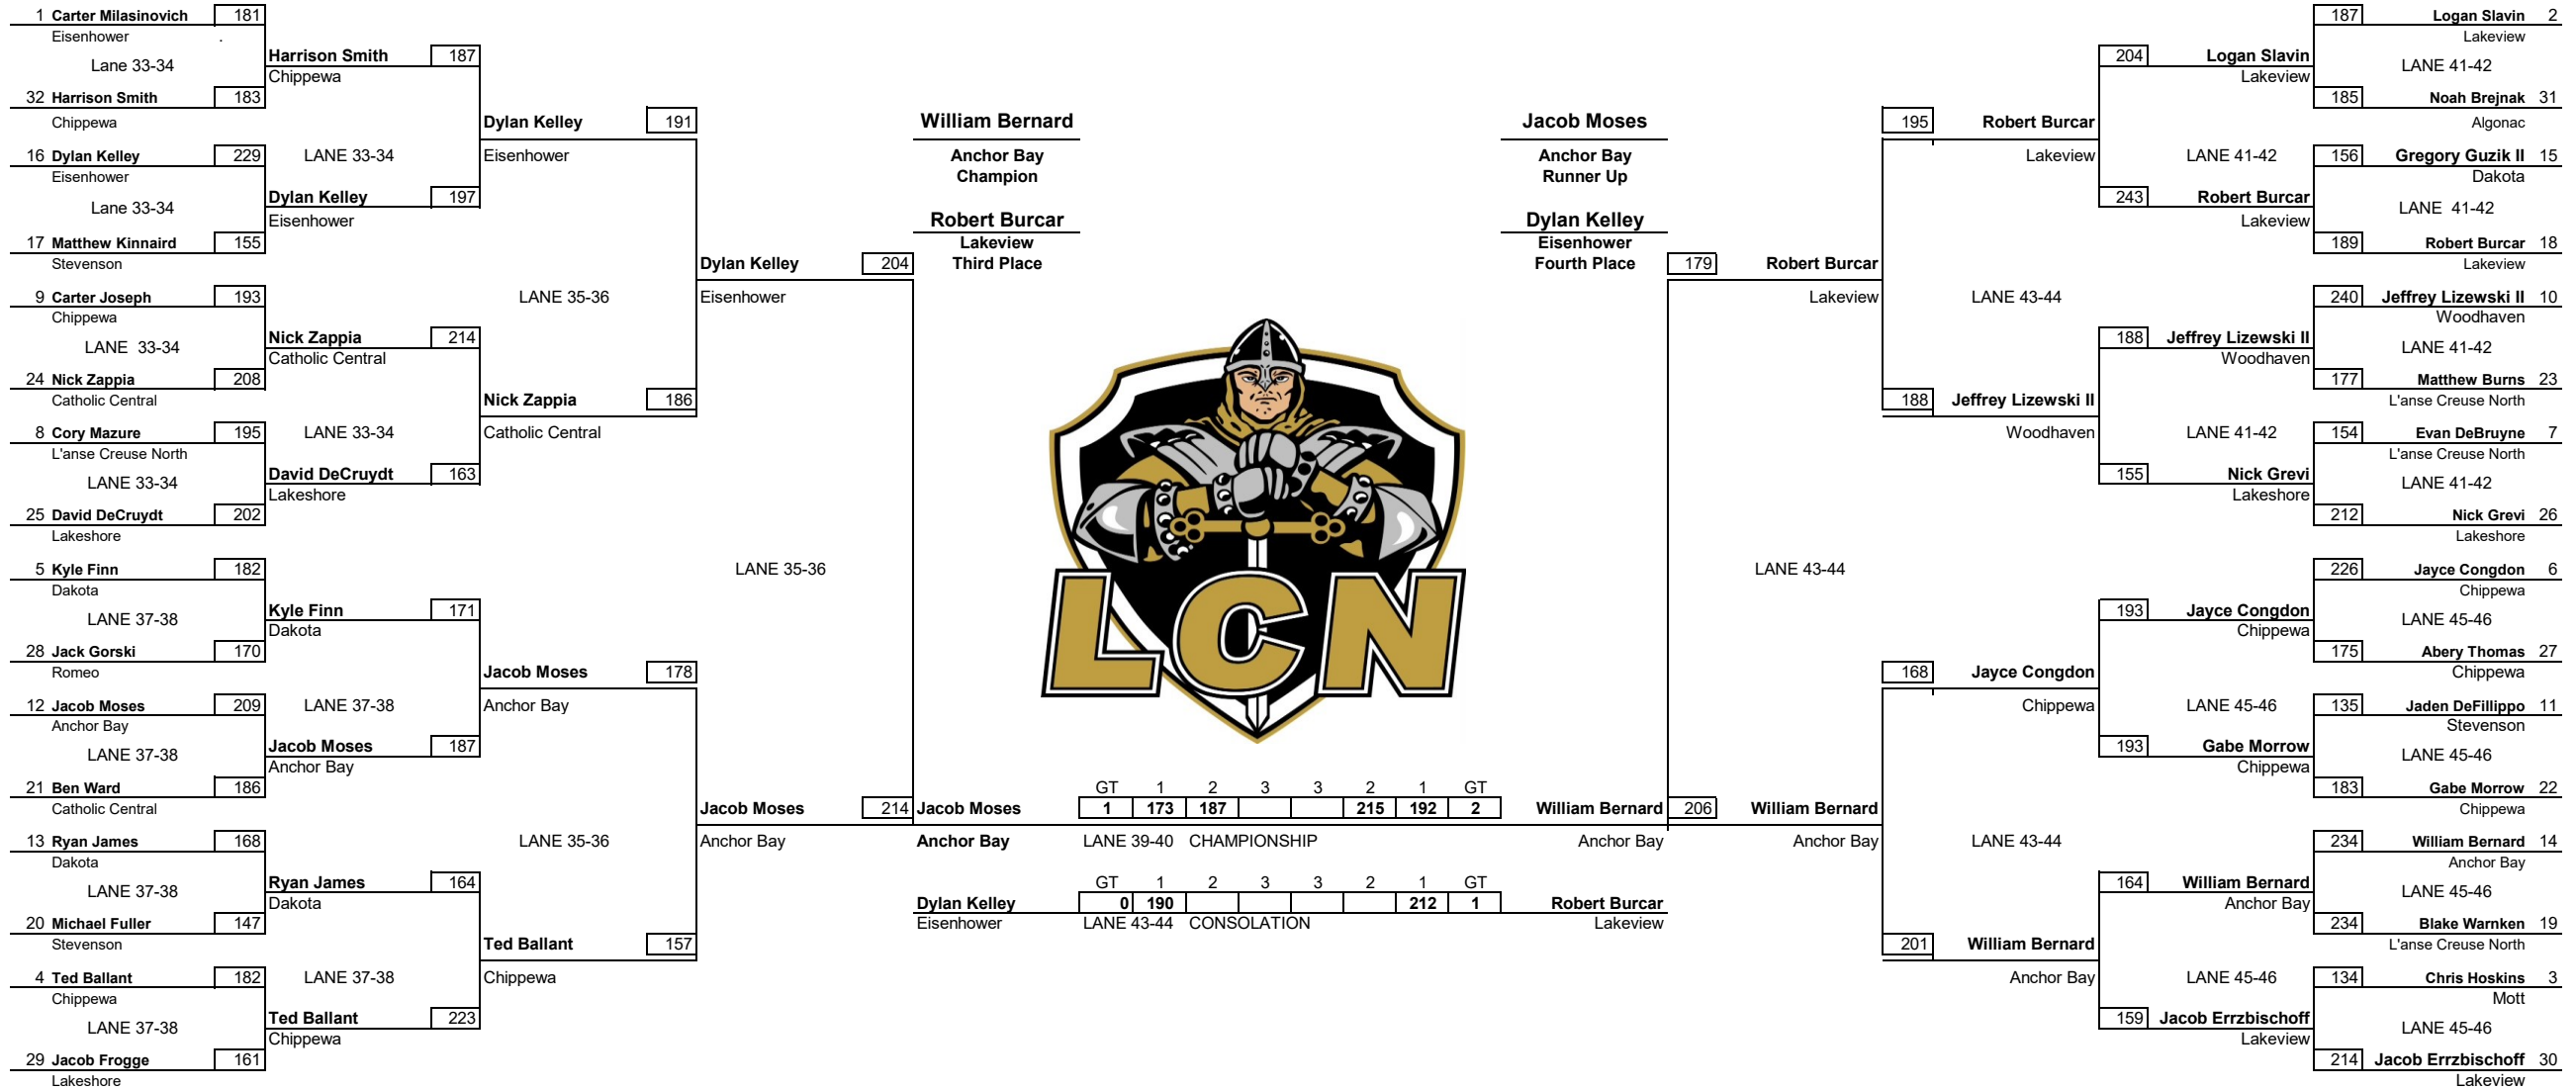 1 Carter Milasinovich 181
Eisenhower
Lane 33-34
32 Harrison Smith 183
Chippewa
16 Dylan Kelley 229
Eisenhower
Lane 33-34
17 Matthew Kinnaird 155
Stevenson
9 Carter Joseph 193
Chippewa
LANE 33-34
24 Nick Zappia 208
Catholic Central
8 Cory Mazure 195
L'anse Creuse North
LANE 33-34
25 David DeCruydt 202
Lakeshore
5 Kyle Finn 182
Dakota
LANE 37-38
28 Jack Gorski 170
Romeo
12 Jacob Moses 209
Anchor Bay
LANE 37-38
21 Ben Ward 186
Catholic Central
13 Ryan James 168
Dakota
LANE 37-38
20 Michael Fuller 147
Stevenson
4 Ted Ballant 182
Chippewa
LANE 37-38
29 Jacob Frogge 161
Lakeshore
Harrison Smith 187
Chippewa
LANE 33-34
Dylan Kelley 197
Eisenhower
Nick Zappia 214
Catholic Central
LANE 33-34
David DeCruydt 163
Lakeshore
Kyle Finn 171
Dakota
LANE 37-38
Jacob Moses 187
Anchor Bay
Ryan James 164
Dakota
LANE 37-38
Ted Ballant 223
Chippewa
Dylan Kelley 191
Eisenhower
LANE 35-36
Nick Zappia 186
Catholic Central
Jacob Moses 178
Anchor Bay
LANE 35-36
Ted Ballant 157
Chippewa
Dylan Kelley 204
Eisenhower
LANE 35-36
Jacob Moses 214
Anchor Bay
William Bernard
Anchor Bay
Champion
Robert Burcar
Lakeview
Third Place
Jacob Moses
Anchor Bay
Runner Up
Dylan Kelley
Eisenhower
Fourth Place
LCN
GT 1 2 3 3 2 1 GT
Jacob Moses 1 173 187 215 192 2 William Bernard
Anchor Bay LANE 39-40 CHAMPIONSHIP Anchor Bay
GT 1 2 3 3 2 1 GT
Dylan Kelley 0 190 212 1 Robert Burcar
Eisenhower LANE 43-44 CONSOLATION Lakeview
179 Robert Burcar
Lakeview
LANE 43-44
206 William Bernard
Anchor Bay
195 Robert Burcar
Lakeview
LANE 43-44
188 Jeffrey Lizewski II
Woodhaven
168 Jayce Congdon
Chippewa
LANE 43-44
201 William Bernard
Anchor Bay
204 Logan Slavin
Lakeview
LANE 41-42
243 Robert Burcar
Lakeview
188 Jeffrey Lizewski II
Woodhaven
LANE 41-42
155 Nick Grevi
Lakeshore
193 Jayce Congdon
Chippewa
LANE 45-46
193 Gabe Morrow
Chippewa
164 William Bernard
Anchor Bay
LANE 45-46
159 Jacob Errzbischoff
Lakeview
187 Logan Slavin 2
Lakeview
LANE 41-42
185 Noah Brejnak 31
Algonac
156 Gregory Guzik II 15
Dakota
LANE 41-42
189 Robert Burcar 18
Lakeview
240 Jeffrey Lizewski II 10
Woodhaven
LANE 41-42
177 Matthew Burns 23
L'anse Creuse North
154 Evan DeBruyne 7
L'anse Creuse North
LANE 41-42
212 Nick Grevi 26
Lakeshore
226 Jayce Congdon 6
Chippewa
LANE 45-46
175 Abery Thomas 27
Chippewa
135 Jaden DeFillippo 11
Stevenson
LANE 45-46
183 Gabe Morrow 22
Chippewa
234 William Bernard 14
Anchor Bay
LANE 45-46
234 Blake Warnken 19
L'anse Creuse North
134 Chris Hoskins 3
Mott
LANE 45-46
214 Jacob Errzbischoff 30
Lakeview